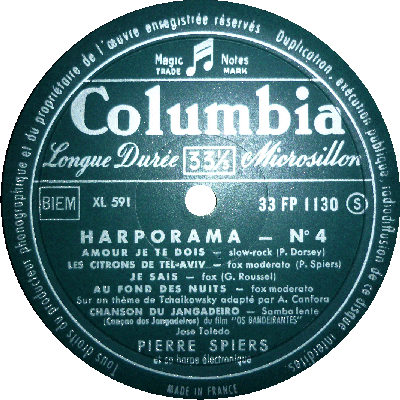 Tous droits du producteur phonographique et du propriétaire de l'œuvre enregistrée réservés
Duplication, exécution publique, radiodiffusion de ce disque interdites.
Magic Notes
TRADE MARK
Columbia
Longue Durée 33⅓ Microsillon
BIEM XL 591 33 FP 1130 S
HARPORAMA — N° 4
AMOUR JE TE DOIS - slow-rock (P. Dorsey)
LES CITRONS DE TEL-AVIV - fox moderato (P. Spiers)
JE SAIS - fox (G. Roussel)
AU FOND DES NUITS - fox moderato
Sur un thème de Tchaïkowsky adapté par A. Canfora
CHANSON DU JANGADEIRO - Samba lente
(Cançao dos Jangadeiros) du film "OS BANDEIRANTES"
Jose Toledo
PIERRE SPIERS
et sa harpe électronique
MADE IN FRANCE